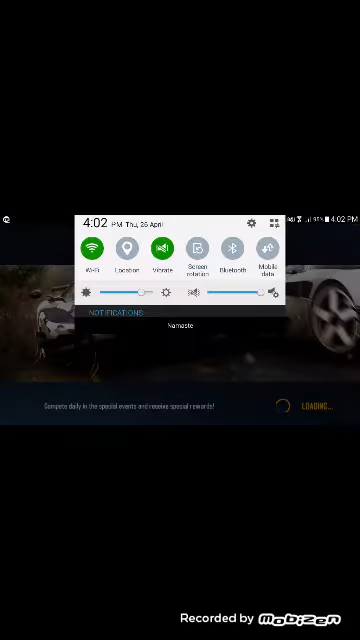 4:02 PM Thu, 26 April
95% 4:02 PM
Wi-Fi
Location
Vibrate
Screen rotation
Bluetooth
Mobile data
NOTIFICATIONS
Namaste
Compete daily in the special events and receive special rewards!
LOADING...
Recorded by MOBIZEN